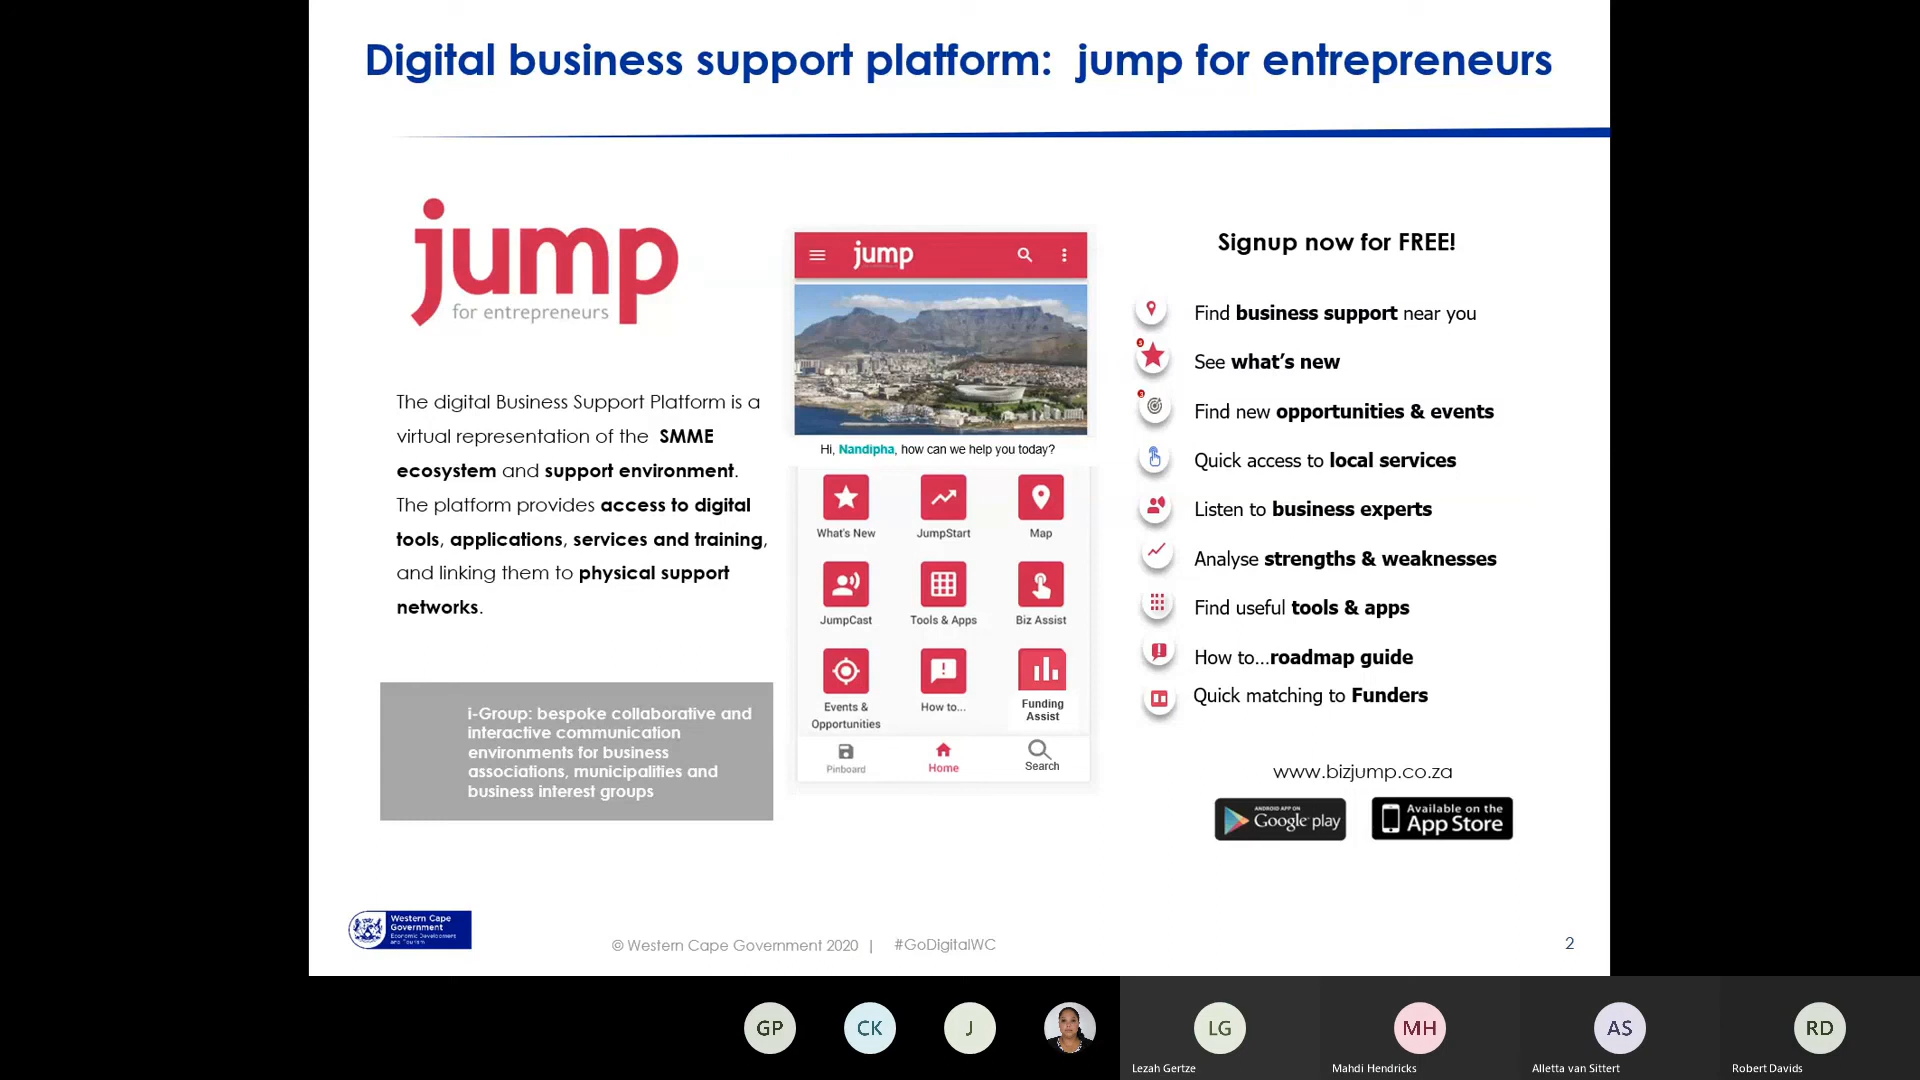 Digital business support platform: jump for entrepreneurs
jump
for entrepreneurs
The digital Business Support Platform is a
virtual representation of the SMME
ecosystem and support environment.
The platform provides access to digital
tools, applications, services and training,
and linking them to physical support
networks.
i-Group: bespoke collaborative and
interactive communication
environments for business
associations, municipalities and
business interest groups
jump
Hi, Nandipha, how can we help you today?
What's New
JumpStart
Map
JumpCast
Tools & Apps
Biz Assist
Events &
Opportunities
How to...
Funding
Assist
Pinboard
Home
Search
Signup now for FREE!
Find business support near you
See what's new
Find new opportunities & events
Quick access to local services
Listen to business experts
Analyse strengths & weaknesses
Find useful tools & apps
How to...roadmap guide
Quick matching to Funders
www.bizjump.co.za
ANDROID APP ON
Google play
Available on the
App Store
Western Cape
Government
Economic Development
and Tourism
© Western Cape Government 2020 |
#GoDigitalWC
2
GP
CK
J
LG
Lezah Gertze
MH
Mahdi Hendricks
AS
Alletta van Sittert
RD
Robert Davids